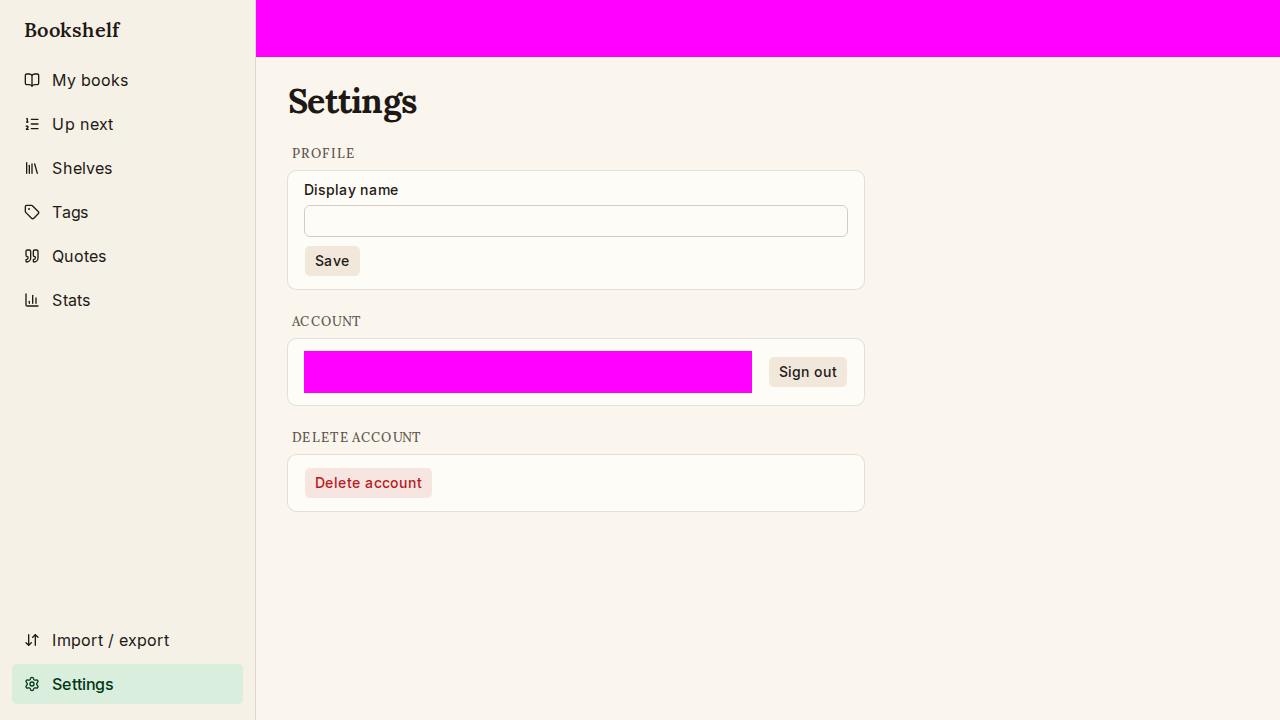 Bookshelf
My books
Up next
Shelves
Tags
Quotes
Stats
Import / export
Settings
Settings
PROFILE
Display name
Save
ACCOUNT
Sign out
DELETE ACCOUNT
Delete account